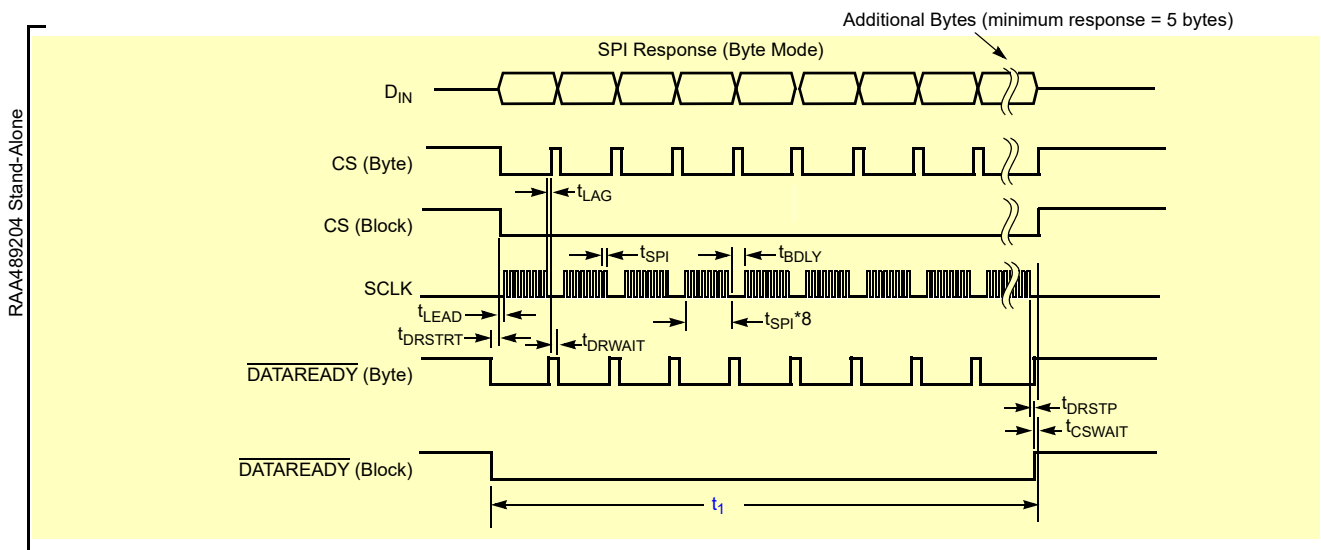 Additional Bytes (minimum response = 5 bytes)
RAA489204 Stand-Alone
SPI Response (Byte Mode)
DIN
CS (Byte)
tLAG
CS (Block)
tSPI
tBDLY
SCLK
tLEAD
tSPI*8
tDRSTRT
tDRWAIT
DATAREADY (Byte)
tDRSTP
tCSWAIT
DATAREADY (Block)
t1